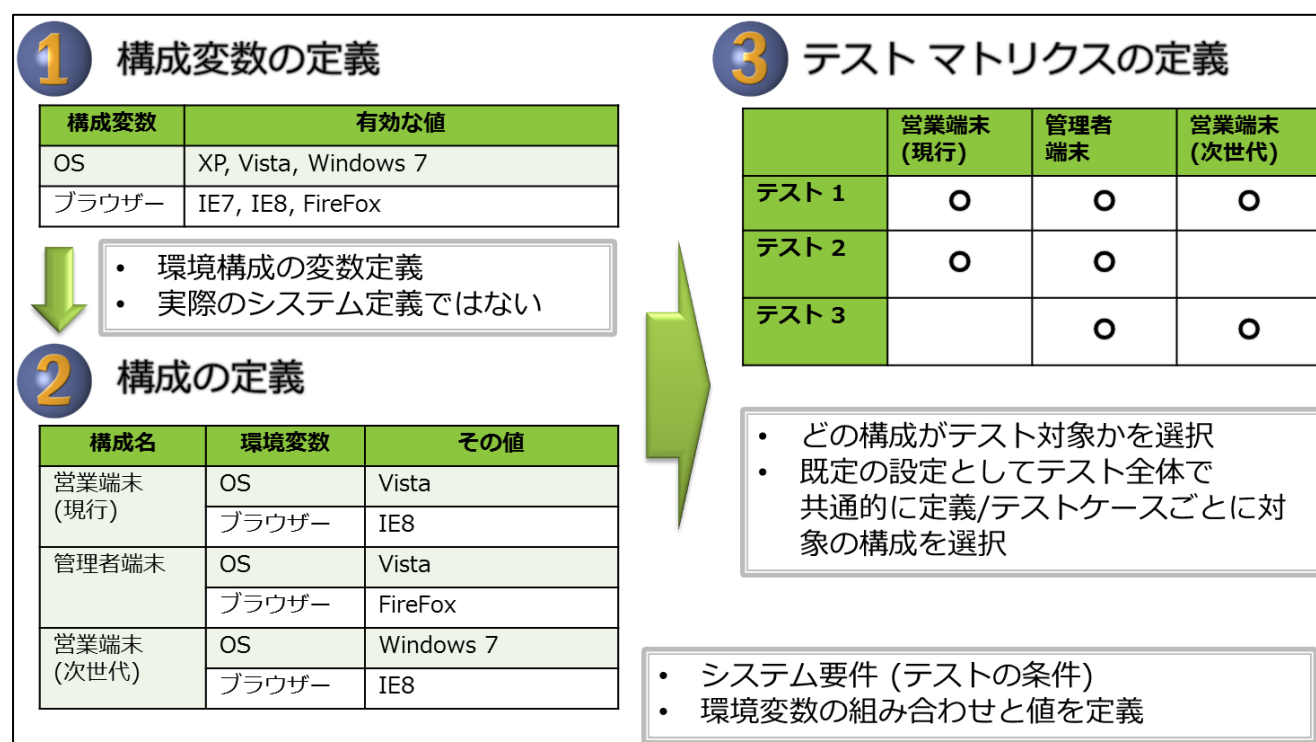 1 構成変数の定義
構成変数 有効な値
OS XP, Vista, Windows 7
ブラウザー IE7, IE8, FireFox
• 環境構成の変数定義
• 実際のシステム定義ではない
2 構成の定義
構成名 環境変数 その値
営業端末
(現行)
OS Vista
ブラウザー IE8
管理者端末 OS Vista
ブラウザー FireFox
営業端末
(次世代)
OS Windows 7
ブラウザー IE8
3 テスト マトリクスの定義
営業端末
(現行)
管理者
端末
営業端末
(次世代)
テスト 1 O O O
テスト 2 O O
テスト 3 O O
• どの構成がテスト対象かを選択
• 既定の設定としてテスト全体で
共通的に定義/テストケースごとに対
象の構成を選択
• システム要件 (テストの条件)
• 環境変数の組み合わせと値を定義